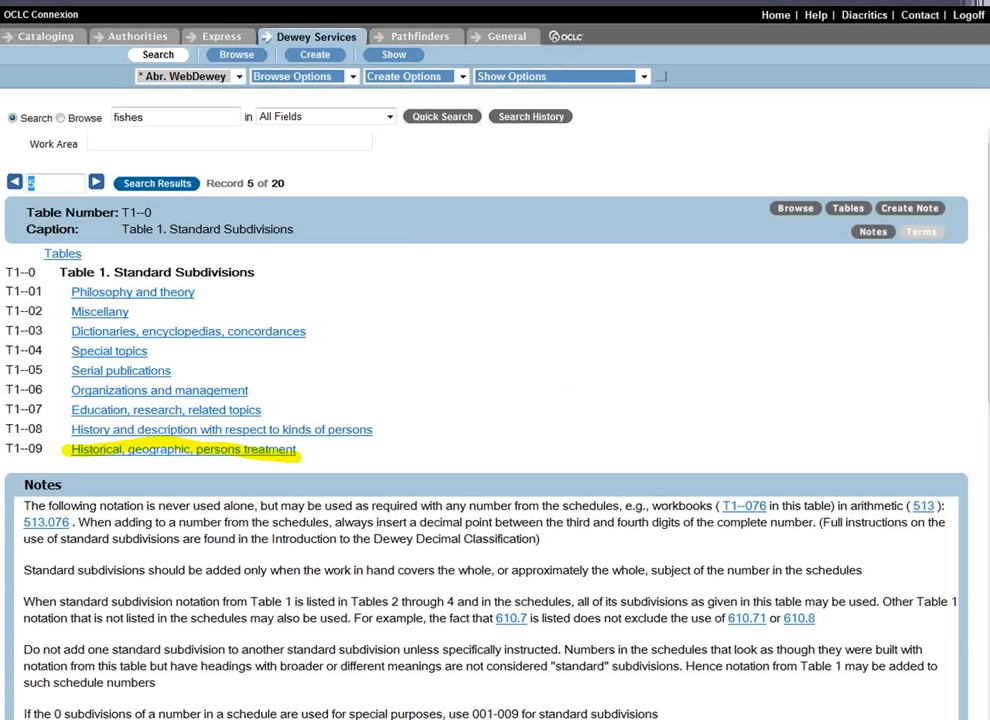 OCLC Connexion
Home | Help | Diacritics | Contact | Logoff
Cataloging Authorities Express Dewey Services Pathfinders General OCLC
Search Browse Create Show
* Abr. WebDewey Browse Options Create Options Show Options
Search Browse fishes in All Fields Quick Search Search History
Work Area
5 Search Results Record 5 of 20
Table Number: T1--0 Browse Tables Create Note
Caption: Table 1. Standard Subdivisions Notes Terms
Tables
T1--0 Table 1. Standard Subdivisions
T1--01 Philosophy and theory
T1--02 Miscellany
T1--03 Dictionaries, encyclopedias, concordances
T1--04 Special topics
T1--05 Serial publications
T1--06 Organizations and management
T1--07 Education, research, related topics
T1--08 History and description with respect to kinds of persons
T1--09 Historical, geographic, persons treatment
Notes
The following notation is never used alone, but may be used as required with any number from the schedules, e.g., workbooks ( T1--076 in this table) in arithmetic ( 513 ):
513.076 . When adding to a number from the schedules, always insert a decimal point between the third and fourth digits of the complete number. (Full instructions on the
use of standard subdivisions are found in the Introduction to the Dewey Decimal Classification)
Standard subdivisions should be added only when the work in hand covers the whole, or approximately the whole, subject of the number in the schedules
When standard subdivision notation from Table 1 is listed in Tables 2 through 4 and in the schedules, all of its subdivisions as given in this table may be used. Other Table 1
notation that is not listed in the schedules may also be used. For example, the fact that 610.7 is listed does not exclude the use of 610.71 or 610.8
Do not add one standard subdivision to another standard subdivision unless specifically instructed. Numbers in the schedules that look as though they were built with
notation from this table but have headings with broader or different meanings are not considered "standard" subdivisions. Hence notation from Table 1 may be added to
such schedule numbers
If the 0 subdivisions of a number in a schedule are used for special purposes, use 001-009 for standard subdivisions